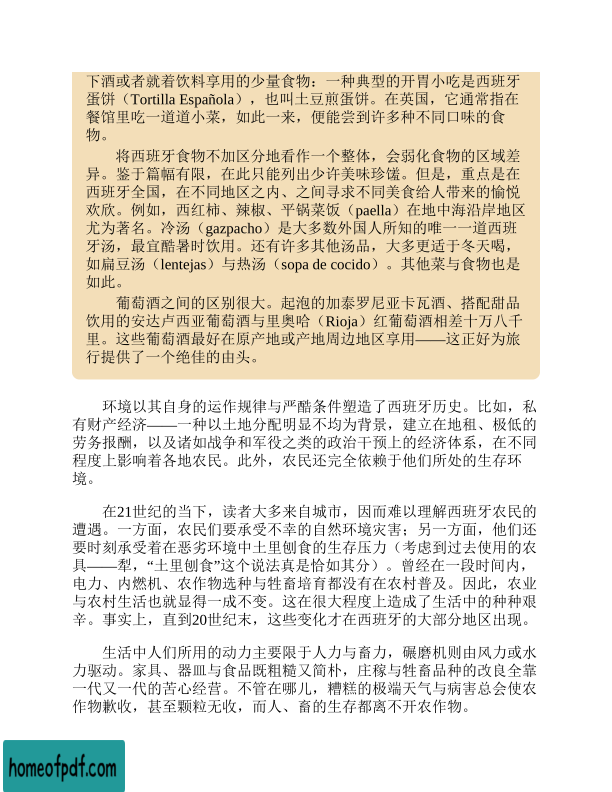 下酒或者就着饮料享用的少量食物：一种典型的开胃小吃是西班牙
蛋饼（Tortilla Española），也叫土豆煎蛋饼。在英国，它通常指在
餐馆里吃一道道小菜，如此一来，便能尝到许多种不同口味的食
物。
将西班牙食物不加区分地看作一个整体，会弱化食物的区域差
异。鉴于篇幅有限，在此只能列出少许美味珍馐。但是，重点是在
西班牙全国，在不同地区之内、之间寻求不同美食给人带来的愉悦
欢欣。例如，西红柿、辣椒、平锅菜饭（paella）在地中海沿岸地区
尤为著名。冷汤（gazpacho）是大多数外国人所知的唯一一道西班
牙汤，最宜酷暑时饮用。还有许多其他汤品，大多更适于冬天喝，
如扁豆汤（lentejas）与热汤（sopa de cocido）。其他菜与食物也是
如此。
葡萄酒之间的区别很大。起泡的加泰罗尼亚卡瓦酒、搭配甜品
饮用的安达卢西亚葡萄酒与里奥哈（Rioja）红葡萄酒相差十万八千
里。这些葡萄酒最好在原产地或产地周边地区享用——这正好为旅
行提供了一个绝佳的由头。
环境以其自身的运作规律与严酷条件塑造了西班牙历史。比如，私
有财产经济——一种以土地分配明显不均为背景，建立在地租、极低的
劳务报酬，以及诸如战争和军役之类的政治干预上的经济体系，在不同
程度上影响着各地农民。此外，农民还完全依赖于他们所处的生存环
境。
在21世纪的当下，读者大多来自城市，因而难以理解西班牙农民的
遭遇。一方面，农民们要承受不幸的自然环境灾害；另一方面，他们还
要时刻承受着在恶劣环境中土里刨食的生存压力（考虑到过去使用的农
具——犁，“土里刨食”这个说法真是恰如其分）。曾经在一段时间内，
电力、内燃机、农作物选种与牲畜培育都没有在农村普及。因此，农业
与农村生活也就显得一成不变。这在很大程度上造成了生活中的种种艰
辛。事实上，直到20世纪末，这些变化才在西班牙的大部分地区出现。
生活中人们所用的动力主要限于人力与畜力，碾磨机则由风力或水
力驱动。家具、器皿与食品既粗糙又简朴，庄稼与牲畜品种的改良全靠
一代又一代的苦心经营。不管在哪儿，糟糕的极端天气与病害总会使农
作物歉收，甚至颗粒无收，而人、畜的生存都离不开农作物。
homeofpdf.com